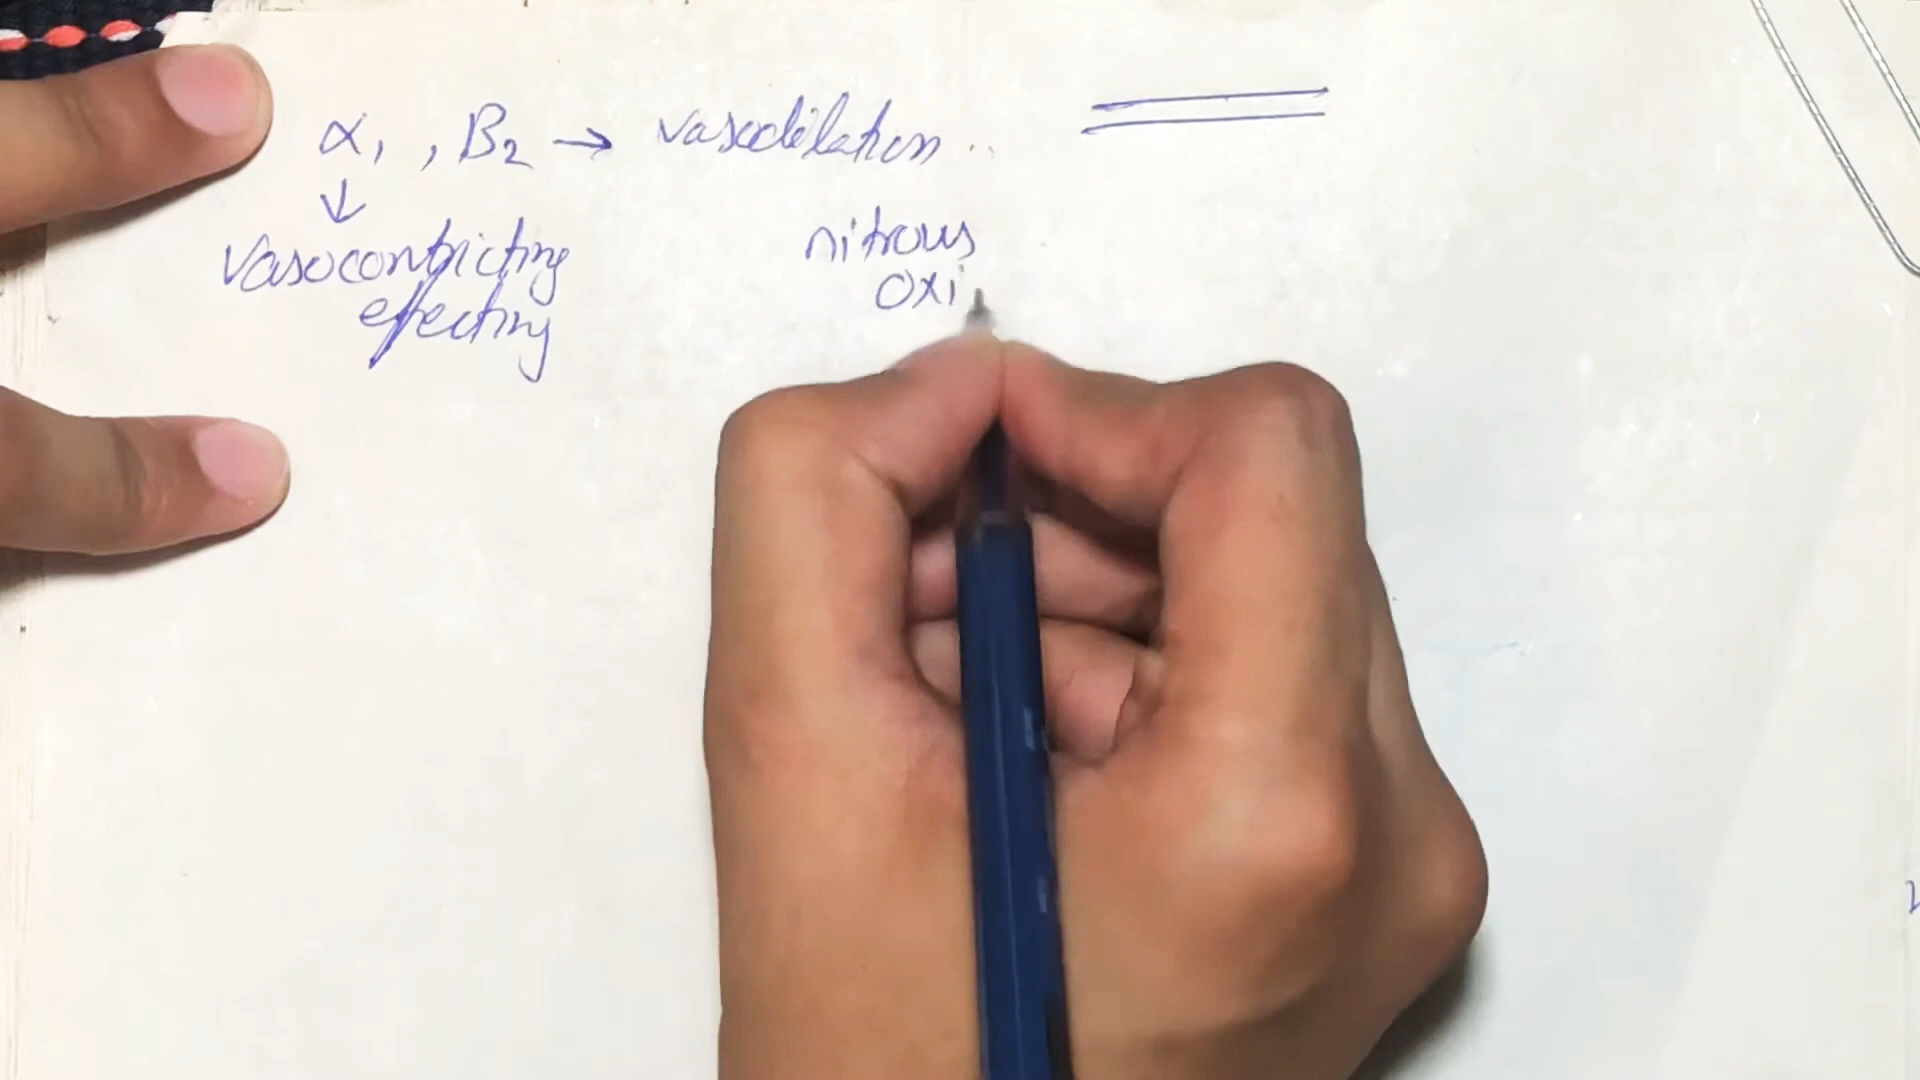 α1, B2 → vasodilation..
↓
vasocontricting
effecting
nitrous
oxi